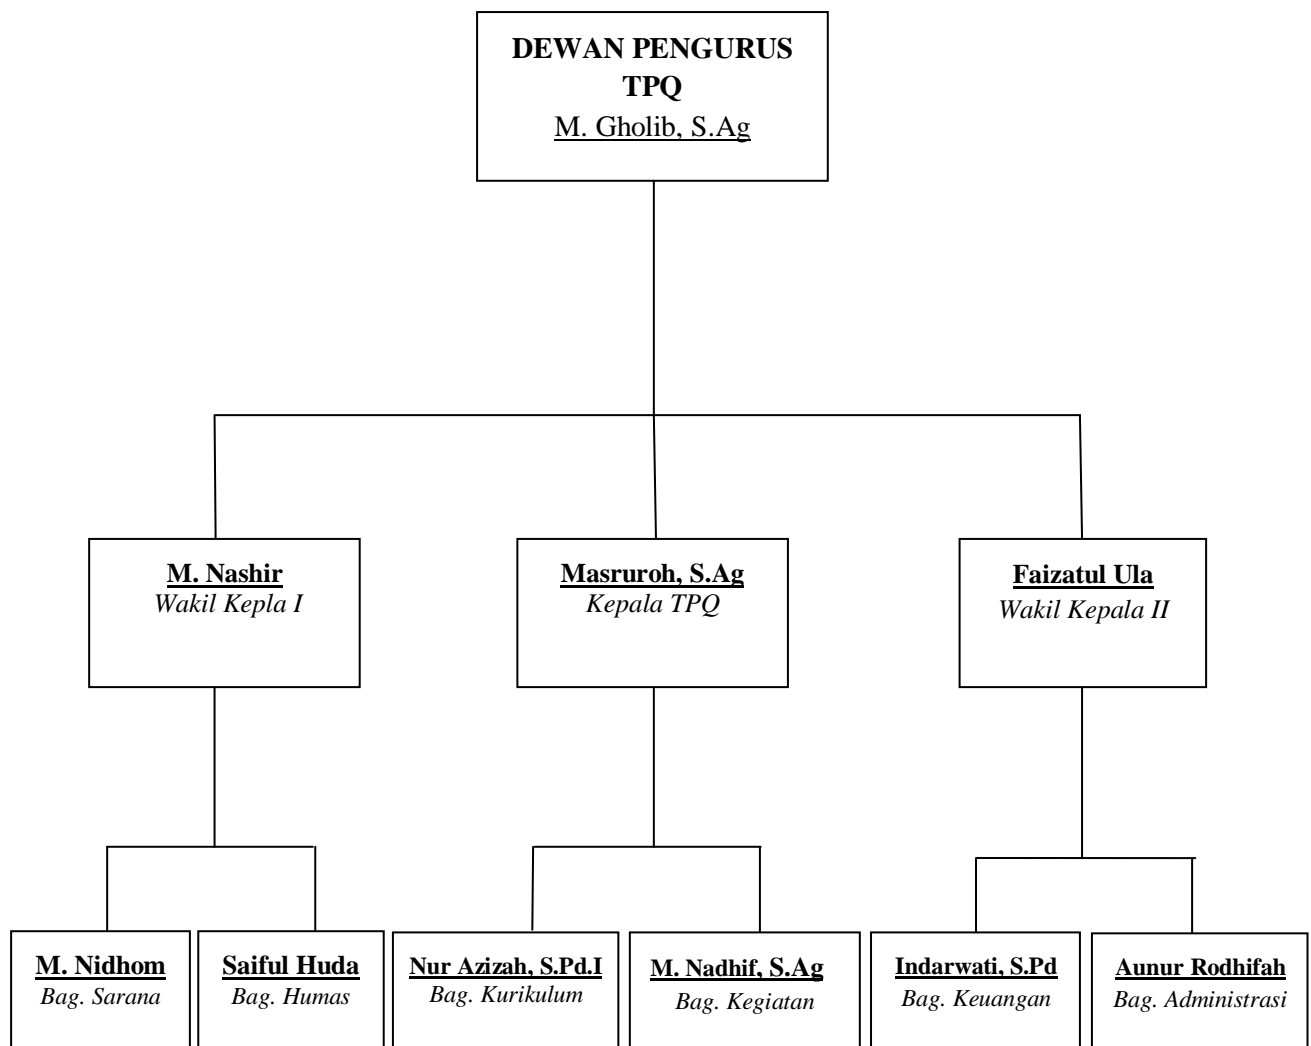 DEWAN PENGURUS
TPQ
M. Gholib, S.Ag
M. Nashir
Wakil Kepla I
Masruroh, S.Ag
Kepala TPQ
Faizatul Ula
Wakil Kepala II
M. Nidhom
Bag. Sarana
Saiful Huda
Bag. Humas
Nur Azizah, S.Pd.I
Bag. Kurikulum
M. Nadhif, S.Ag
Bag. Kegiatan
Indarwati, S.Pd
Bag. Keuangan
Aunur Rodhifah
Bag. Administrasi